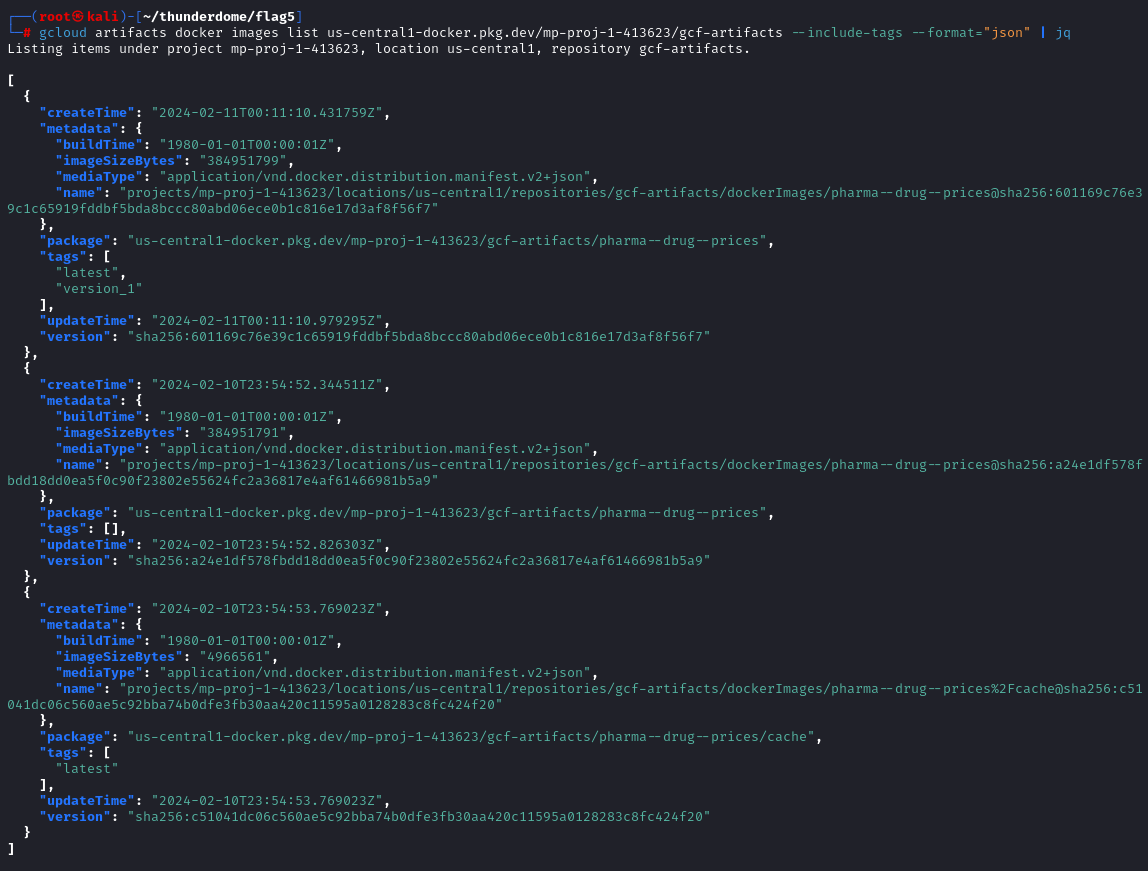 ┌──(root㉿kali)-[~/thunderdome/flag5]
└─# gcloud artifacts docker images list us-central1-docker.pkg.dev/mp-proj-1-413623/gcf-artifacts --include-tags --format="json" | jq
Listing items under project mp-proj-1-413623, location us-central1, repository gcf-artifacts.
[
  {
    "createTime": "2024-02-11T00:11:10.431759Z",
    "metadata": {
      "buildTime": "1980-01-01T00:00:01Z",
      "imageSizeBytes": "384951799",
      "mediaType": "application/vnd.docker.distribution.manifest.v2+json",
      "name": "projects/mp-proj-1-413623/locations/us-central1/repositories/gcf-artifacts/dockerImages/pharma--drug--prices@sha256:601169c76e3
9c1c65919fddbf5bda8bccc80abd06ece0b1c816e17d3af8f56f7"
    },
    "package": "us-central1-docker.pkg.dev/mp-proj-1-413623/gcf-artifacts/pharma--drug--prices",
    "tags": [
      "latest",
      "version_1"
    ],
    "updateTime": "2024-02-11T00:11:10.979295Z",
    "version": "sha256:601169c76e39c1c65919fddbf5bda8bccc80abd06ece0b1c816e17d3af8f56f7"
  },
  {
    "createTime": "2024-02-10T23:54:52.344511Z",
    "metadata": {
      "buildTime": "1980-01-01T00:00:01Z",
      "imageSizeBytes": "384951791",
      "mediaType": "application/vnd.docker.distribution.manifest.v2+json",
      "name": "projects/mp-proj-1-413623/locations/us-central1/repositories/gcf-artifacts/dockerImages/pharma--drug--prices@sha256:a24e1df578f
bdd18dd0ea5f0c90f23802e55624fc2a36817e4af61466981b5a9"
    },
    "package": "us-central1-docker.pkg.dev/mp-proj-1-413623/gcf-artifacts/pharma--drug--prices",
    "tags": [],
    "updateTime": "2024-02-10T23:54:52.826303Z",
    "version": "sha256:a24e1df578fbdd18dd0ea5f0c90f23802e55624fc2a36817e4af61466981b5a9"
  },
  {
    "createTime": "2024-02-10T23:54:53.769023Z",
    "metadata": {
      "buildTime": "1980-01-01T00:00:01Z",
      "imageSizeBytes": "4966561",
      "mediaType": "application/vnd.docker.distribution.manifest.v2+json",
      "name": "projects/mp-proj-1-413623/locations/us-central1/repositories/gcf-artifacts/dockerImages/pharma--drug--prices%2Fcache@sha256:c51
041dc06c560ae5c92bba74b0dfe3fb30aa420c11595a0128283c8fc424f20"
    },
    "package": "us-central1-docker.pkg.dev/mp-proj-1-413623/gcf-artifacts/pharma--drug--prices/cache",
    "tags": [
      "latest"
    ],
    "updateTime": "2024-02-10T23:54:53.769023Z",
    "version": "sha256:c51041dc06c560ae5c92bba74b0dfe3fb30aa420c11595a0128283c8fc424f20"
  }
]